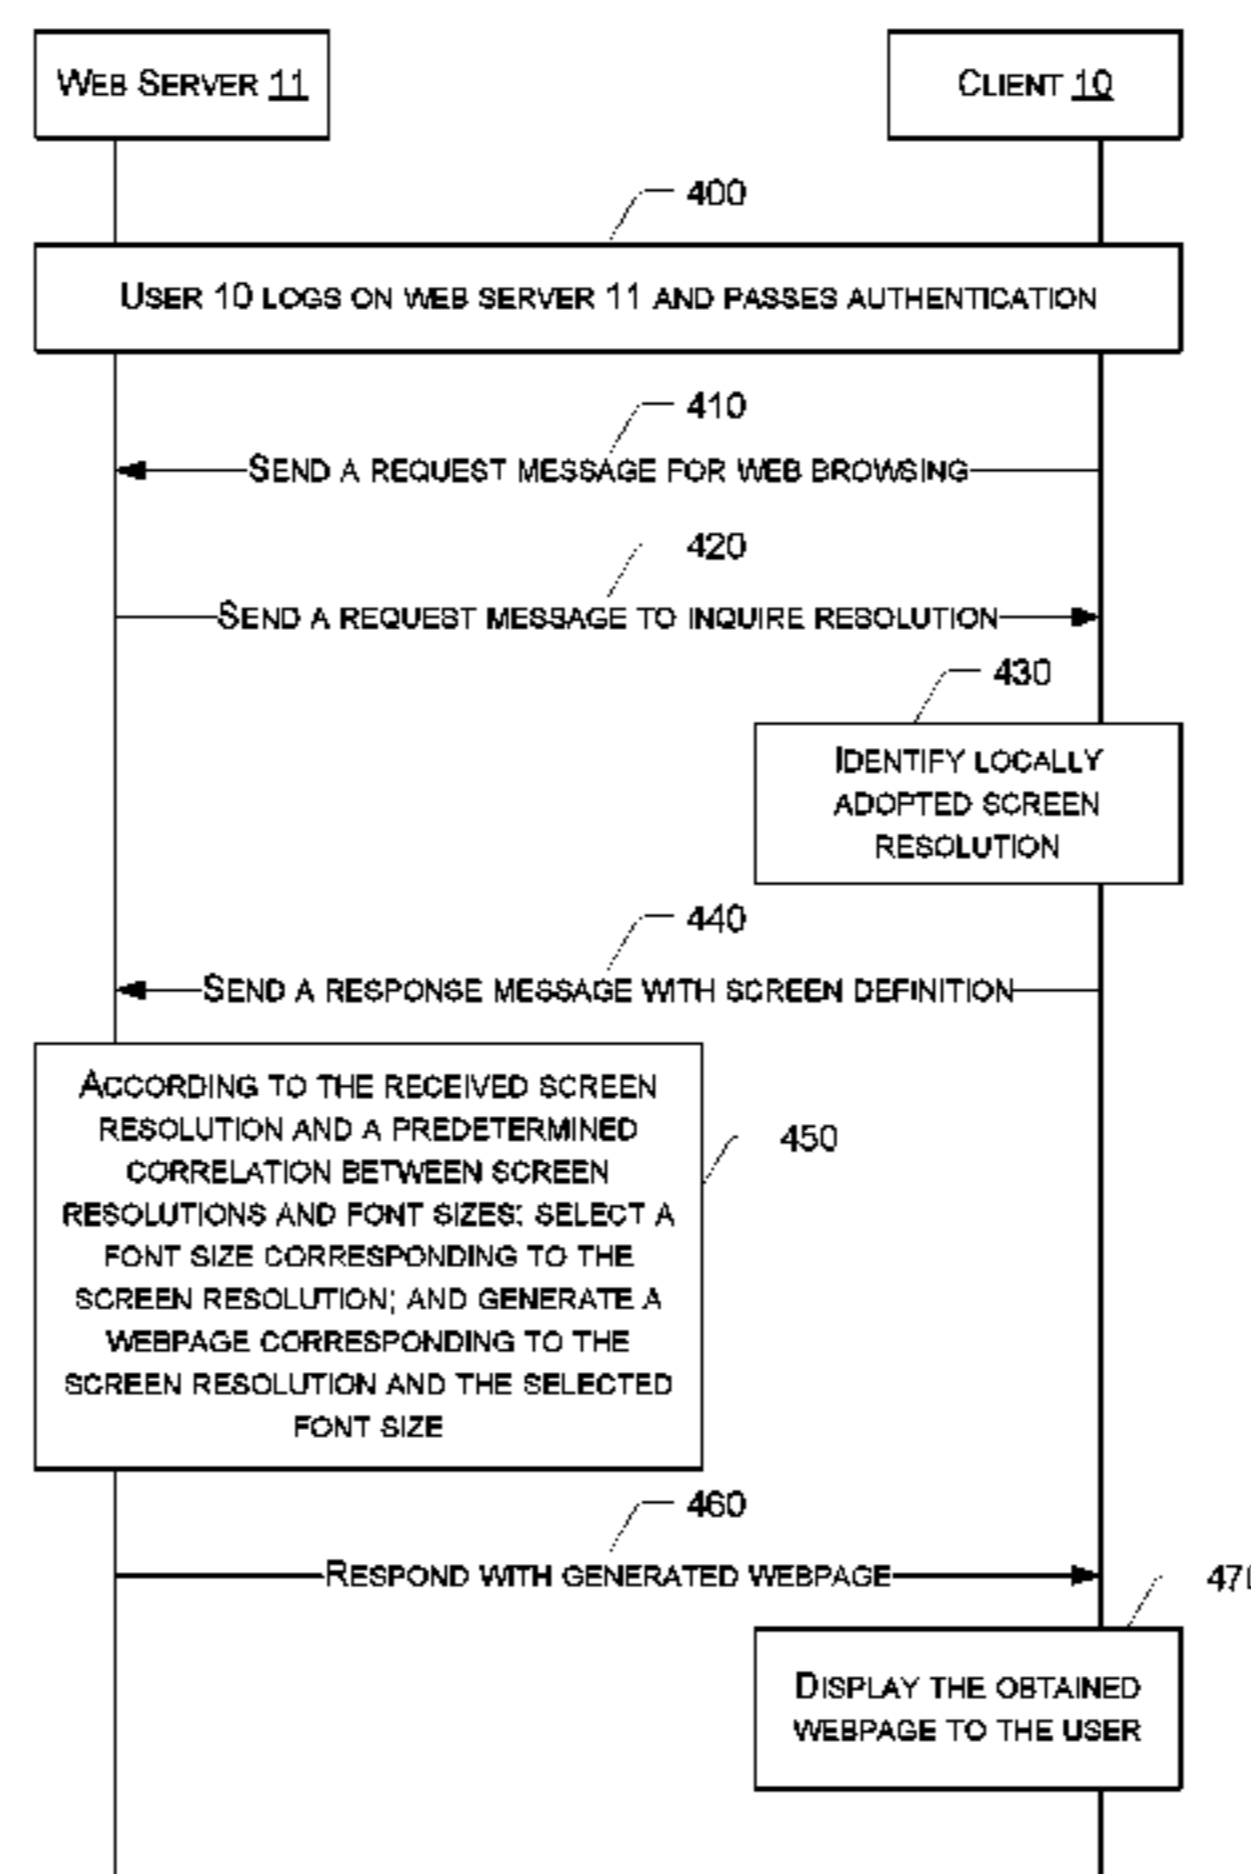 WEB SERVER 11
CLIENT 10
400
USER 10 LOGS ON WEB SERVER 11 AND PASSES AUTHENTICATION
410
SEND A REQUEST MESSAGE FOR WEB BROWSING
420
SEND A REQUEST MESSAGE TO INQUIRE RESOLUTION
430
IDENTIFY LOCALLY
ADOPTED SCREEN
RESOLUTION
440
SEND A RESPONSE MESSAGE WITH SCREEN DEFINITION
ACCORDING TO THE RECEIVED SCREEN
RESOLUTION AND A PREDETERMINED
CORRELATION BETWEEN SCREEN
RESOLUTIONS AND FONT SIZES: SELECT A
FONT SIZE CORRESPONDING TO THE
SCREEN RESOLUTION; AND GENERATE A
WEBPAGE CORRESPONDING TO THE
SCREEN RESOLUTION AND THE SELECTED
FONT SIZE
450
460
RESPOND WITH GENERATED WEBPAGE
470
DISPLAY THE OBTAINED
WEBPAGE TO THE USER